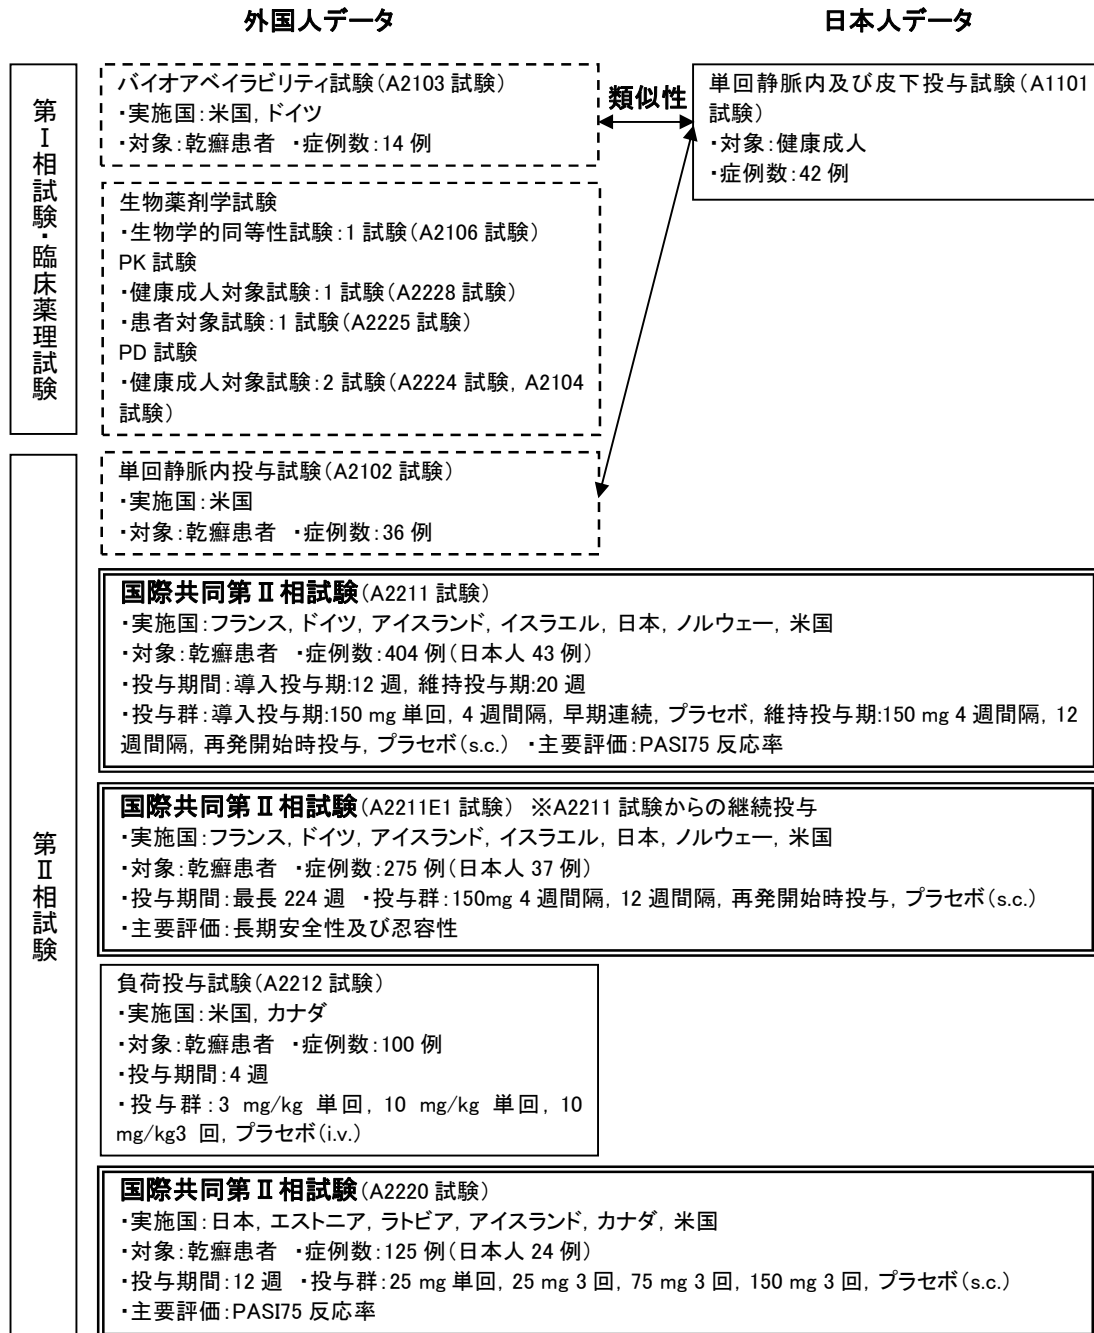 外国人データ
日本人データ
第Ⅰ相試験・臨床薬理試験
バイオアベイラビリティ試験(A2103 試験)
・実施国:米国, ドイツ
・対象:乾癬患者 ・症例数:14 例
類似性
単回静脈内及び皮下投与試験(A1101
試験)
・対象:健康成人
・症例数:42 例
生物薬剤学試験
・生物学的同等性試験:1 試験(A2106 試験)
PK 試験
・健康成人対象試験:1 試験(A2228 試験)
・患者対象試験:1 試験(A2225 試験)
PD 試験
・健康成人対象試験:2 試験(A2224 試験, A2104
試験)
第Ⅱ相試験
単回静脈内投与試験(A2102 試験)
・実施国:米国
・対象:乾癬患者 ・症例数:36 例
国際共同第Ⅱ相試験(A2211 試験)
・実施国:フランス, ドイツ, アイスランド, イスラエル, 日本, ノルウェー, 米国
・対象:乾癬患者 ・症例数:404 例(日本人 43 例)
・投与期間:導入投与期:12 週, 維持投与期:20 週
・投与群:導入投与期:150 mg 単回, 4 週間隔, 早期連続, プラセボ, 維持投与期:150 mg 4 週間隔, 12
週間隔, 再発開始時投与, プラセボ(s.c.) ・主要評価:PASI75 反応率
国際共同第Ⅱ相試験(A2211E1 試験) ※A2211 試験からの継続投与
・実施国:フランス, ドイツ, アイスランド, イスラエル, 日本, ノルウェー, 米国
・対象:乾癬患者 ・症例数:275 例(日本人 37 例)
・投与期間:最長 224 週 ・投与群:150mg 4 週間隔, 12 週間隔, 再発開始時投与, プラセボ(s.c.)
・主要評価:長期安全性及び忍容性
負荷投与試験(A2212 試験)
・実施国:米国, カナダ
・対象:乾癬患者 ・症例数:100 例
・投与期間:4 週
・投与群:3 mg/kg 単回, 10 mg/kg 単回, 10
mg/kg3 回, プラセボ(i.v.)
国際共同第Ⅱ相試験(A2220 試験)
・実施国:日本, エストニア, ラトビア, アイスランド, カナダ, 米国
・対象:乾癬患者 ・症例数:125 例(日本人 24 例)
・投与期間:12 週 ・投与群:25 mg 単回, 25 mg 3 回, 75 mg 3 回, 150 mg 3 回, プラセボ(s.c.)
・主要評価:PASI75 反応率